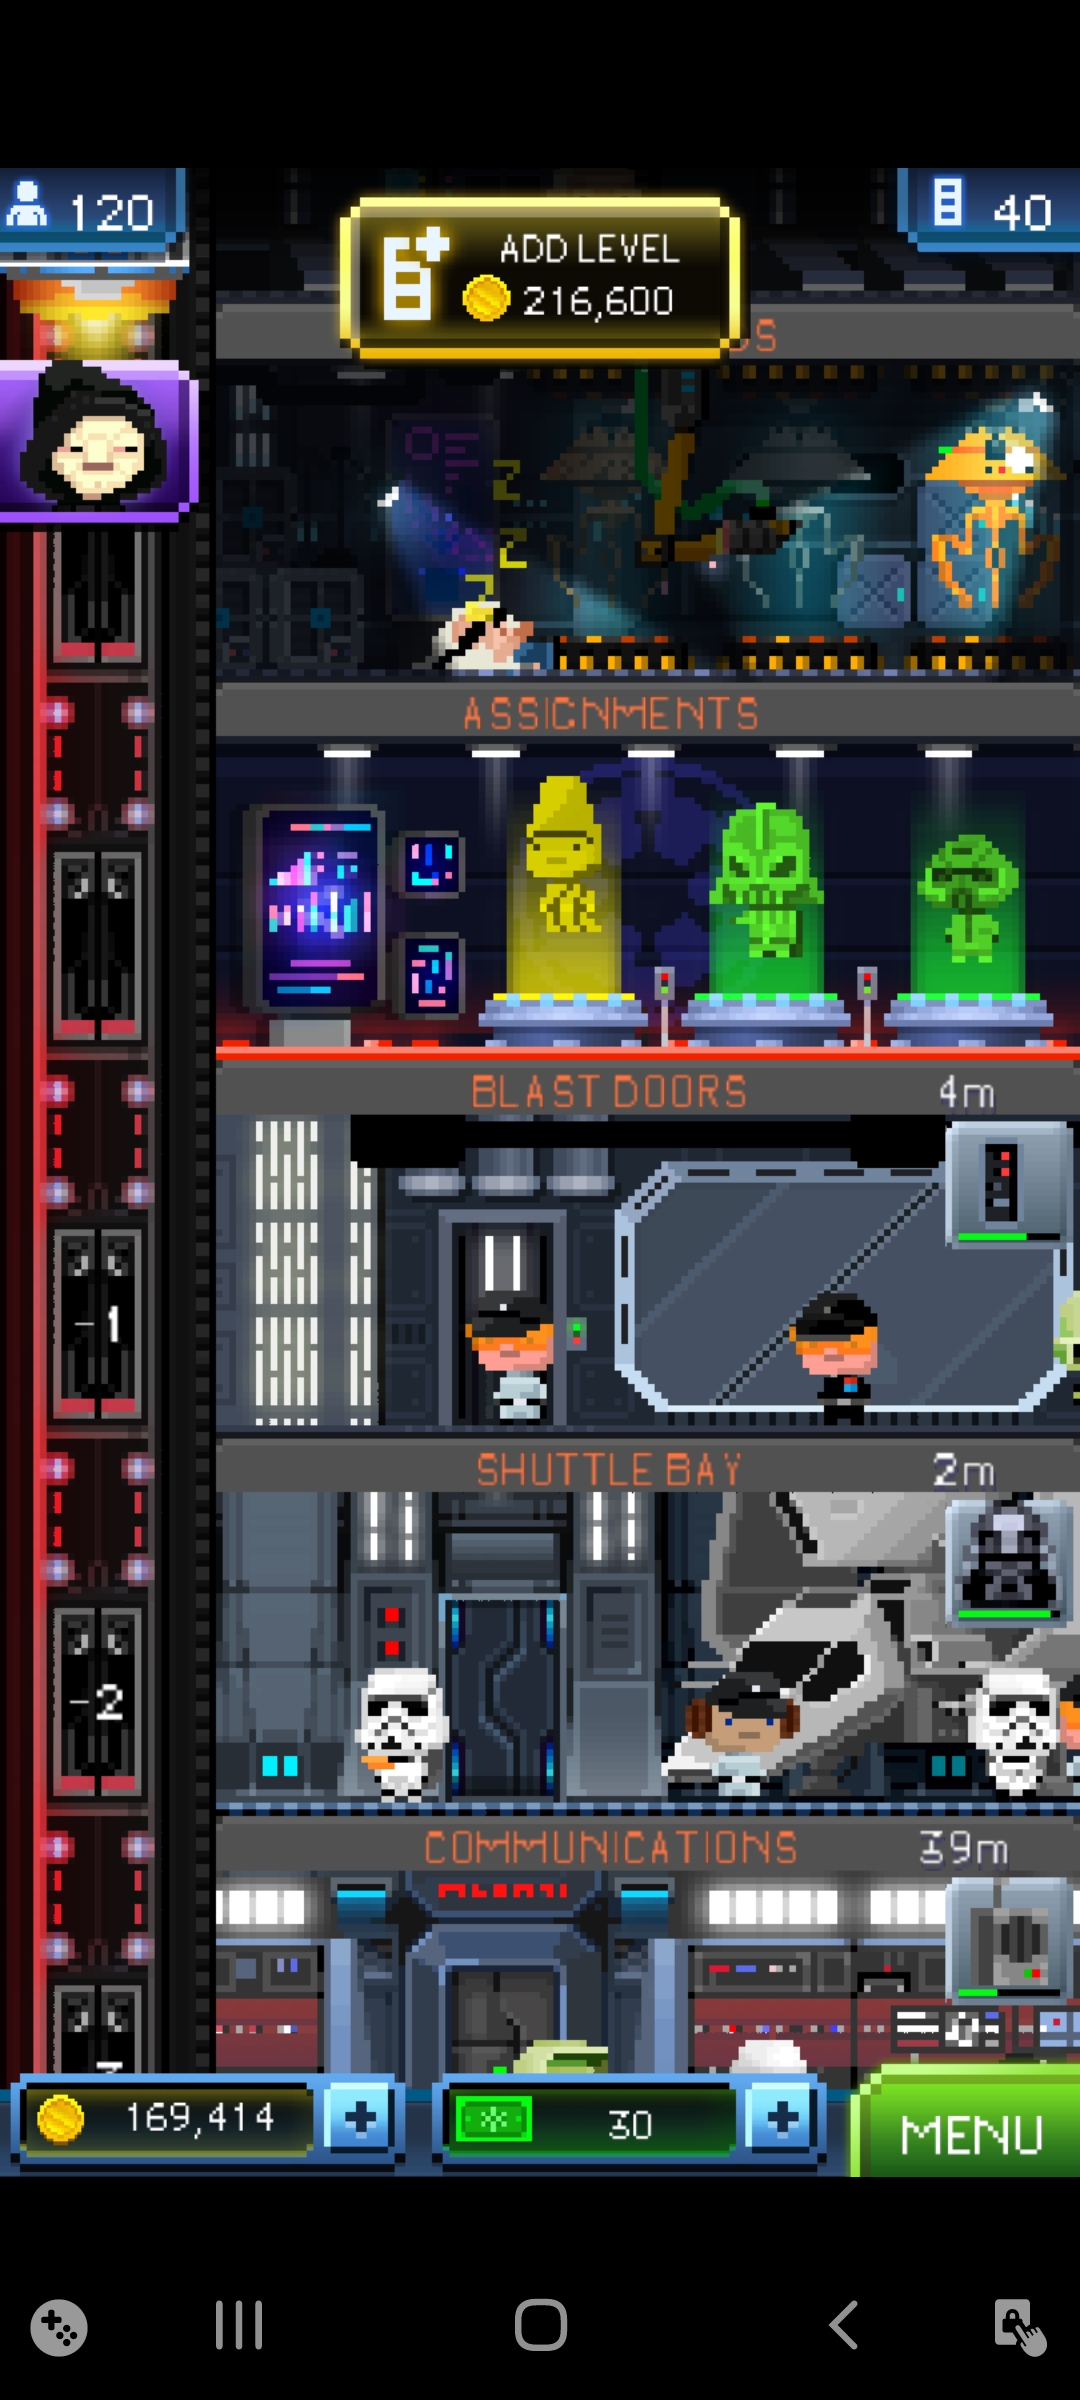 120
ADD LEVEL
216,600
40
DS
Z
Z
Z
ASSIGNMENTS
BLAST DOORS 4m
-1
SHUTTLE BAY 2m
-2
COMMUNICATIONS 39m
169,414
30
MENU